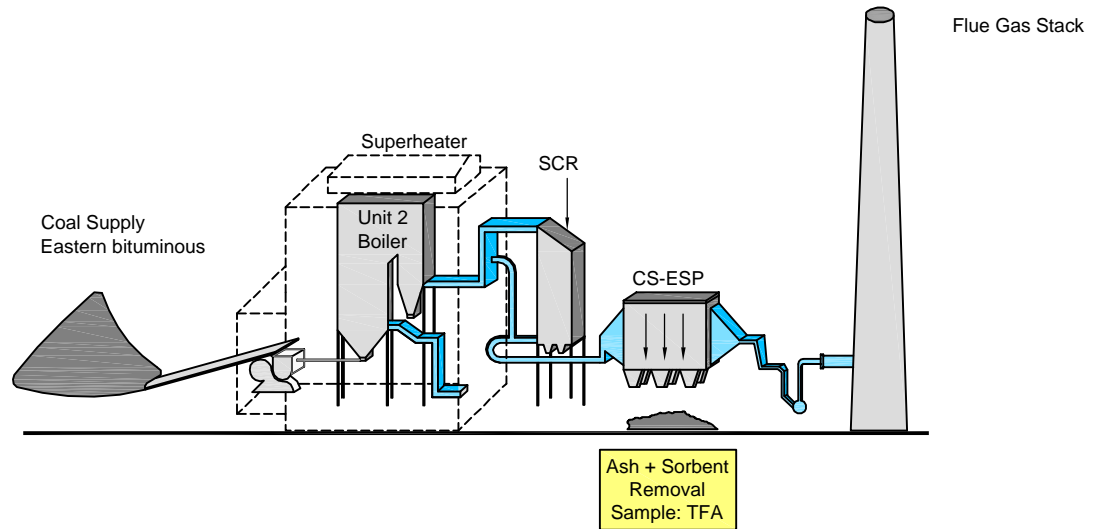 Flue Gas Stack
Superheater
SCR
Coal Supply
Eastern bituminous
Unit 2
Boiler
CS-ESP
Ash + Sorbent
Removal
Sample: TFA